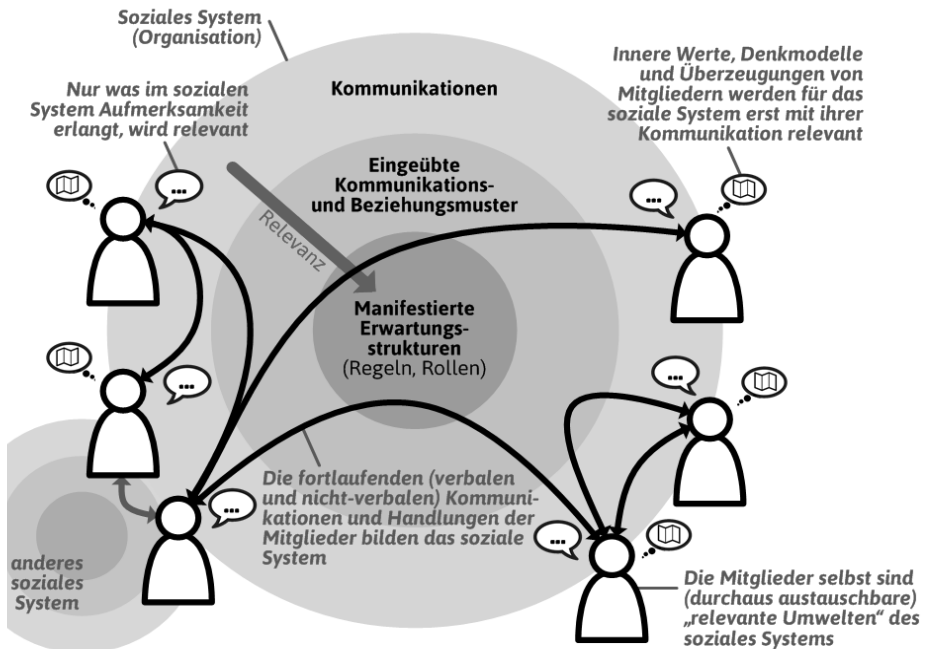 Soziales System
(Organisation)
Nur was im sozialen
System Aufmerksamkeit
erlangt, wird relevant
Kommunikationen
Innere Werte, Denkmodelle
und Überzeugungen von
Mitgliedern werden für das
soziale System erst mit ihrer
Kommunikation relevant
Eingeübte
Kommunikations-
und Beziehungsmuster
...
...
Relevanz
Manifestierte
Erwartungs-
strukturen
(Regeln, Rollen)
...
...
Die fortlaufenden (verbalen
und nicht-verbalen) Kommuni-
kationen und Handlungen der
Mitglieder bilden das soziale
System
...
...
anderes
soziales
System
Die Mitglieder selbst sind
(durchaus austauschbare)
„relevante Umwelten“ des
soziales Systems